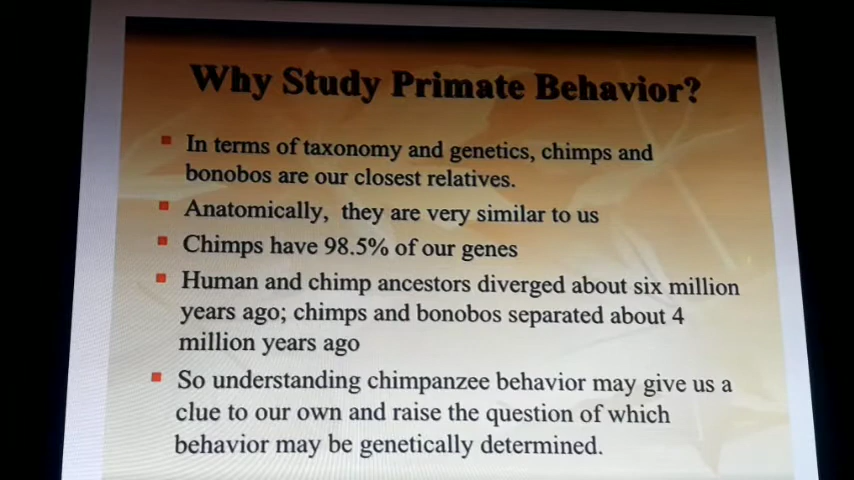 Why Study Primate Behavior?
In terms of taxonomy and genetics, chimps and
bonobos are our closest relatives.
Anatomically, they are very similar to us
Chimps have 98.5% of our genes
Human and chimp ancestors diverged about six million
years ago; chimps and bonobos separated about 4
million years ago
So understanding chimpanzee behavior may give us a
clue to our own and raise the question of which
behavior may be genetically determined.